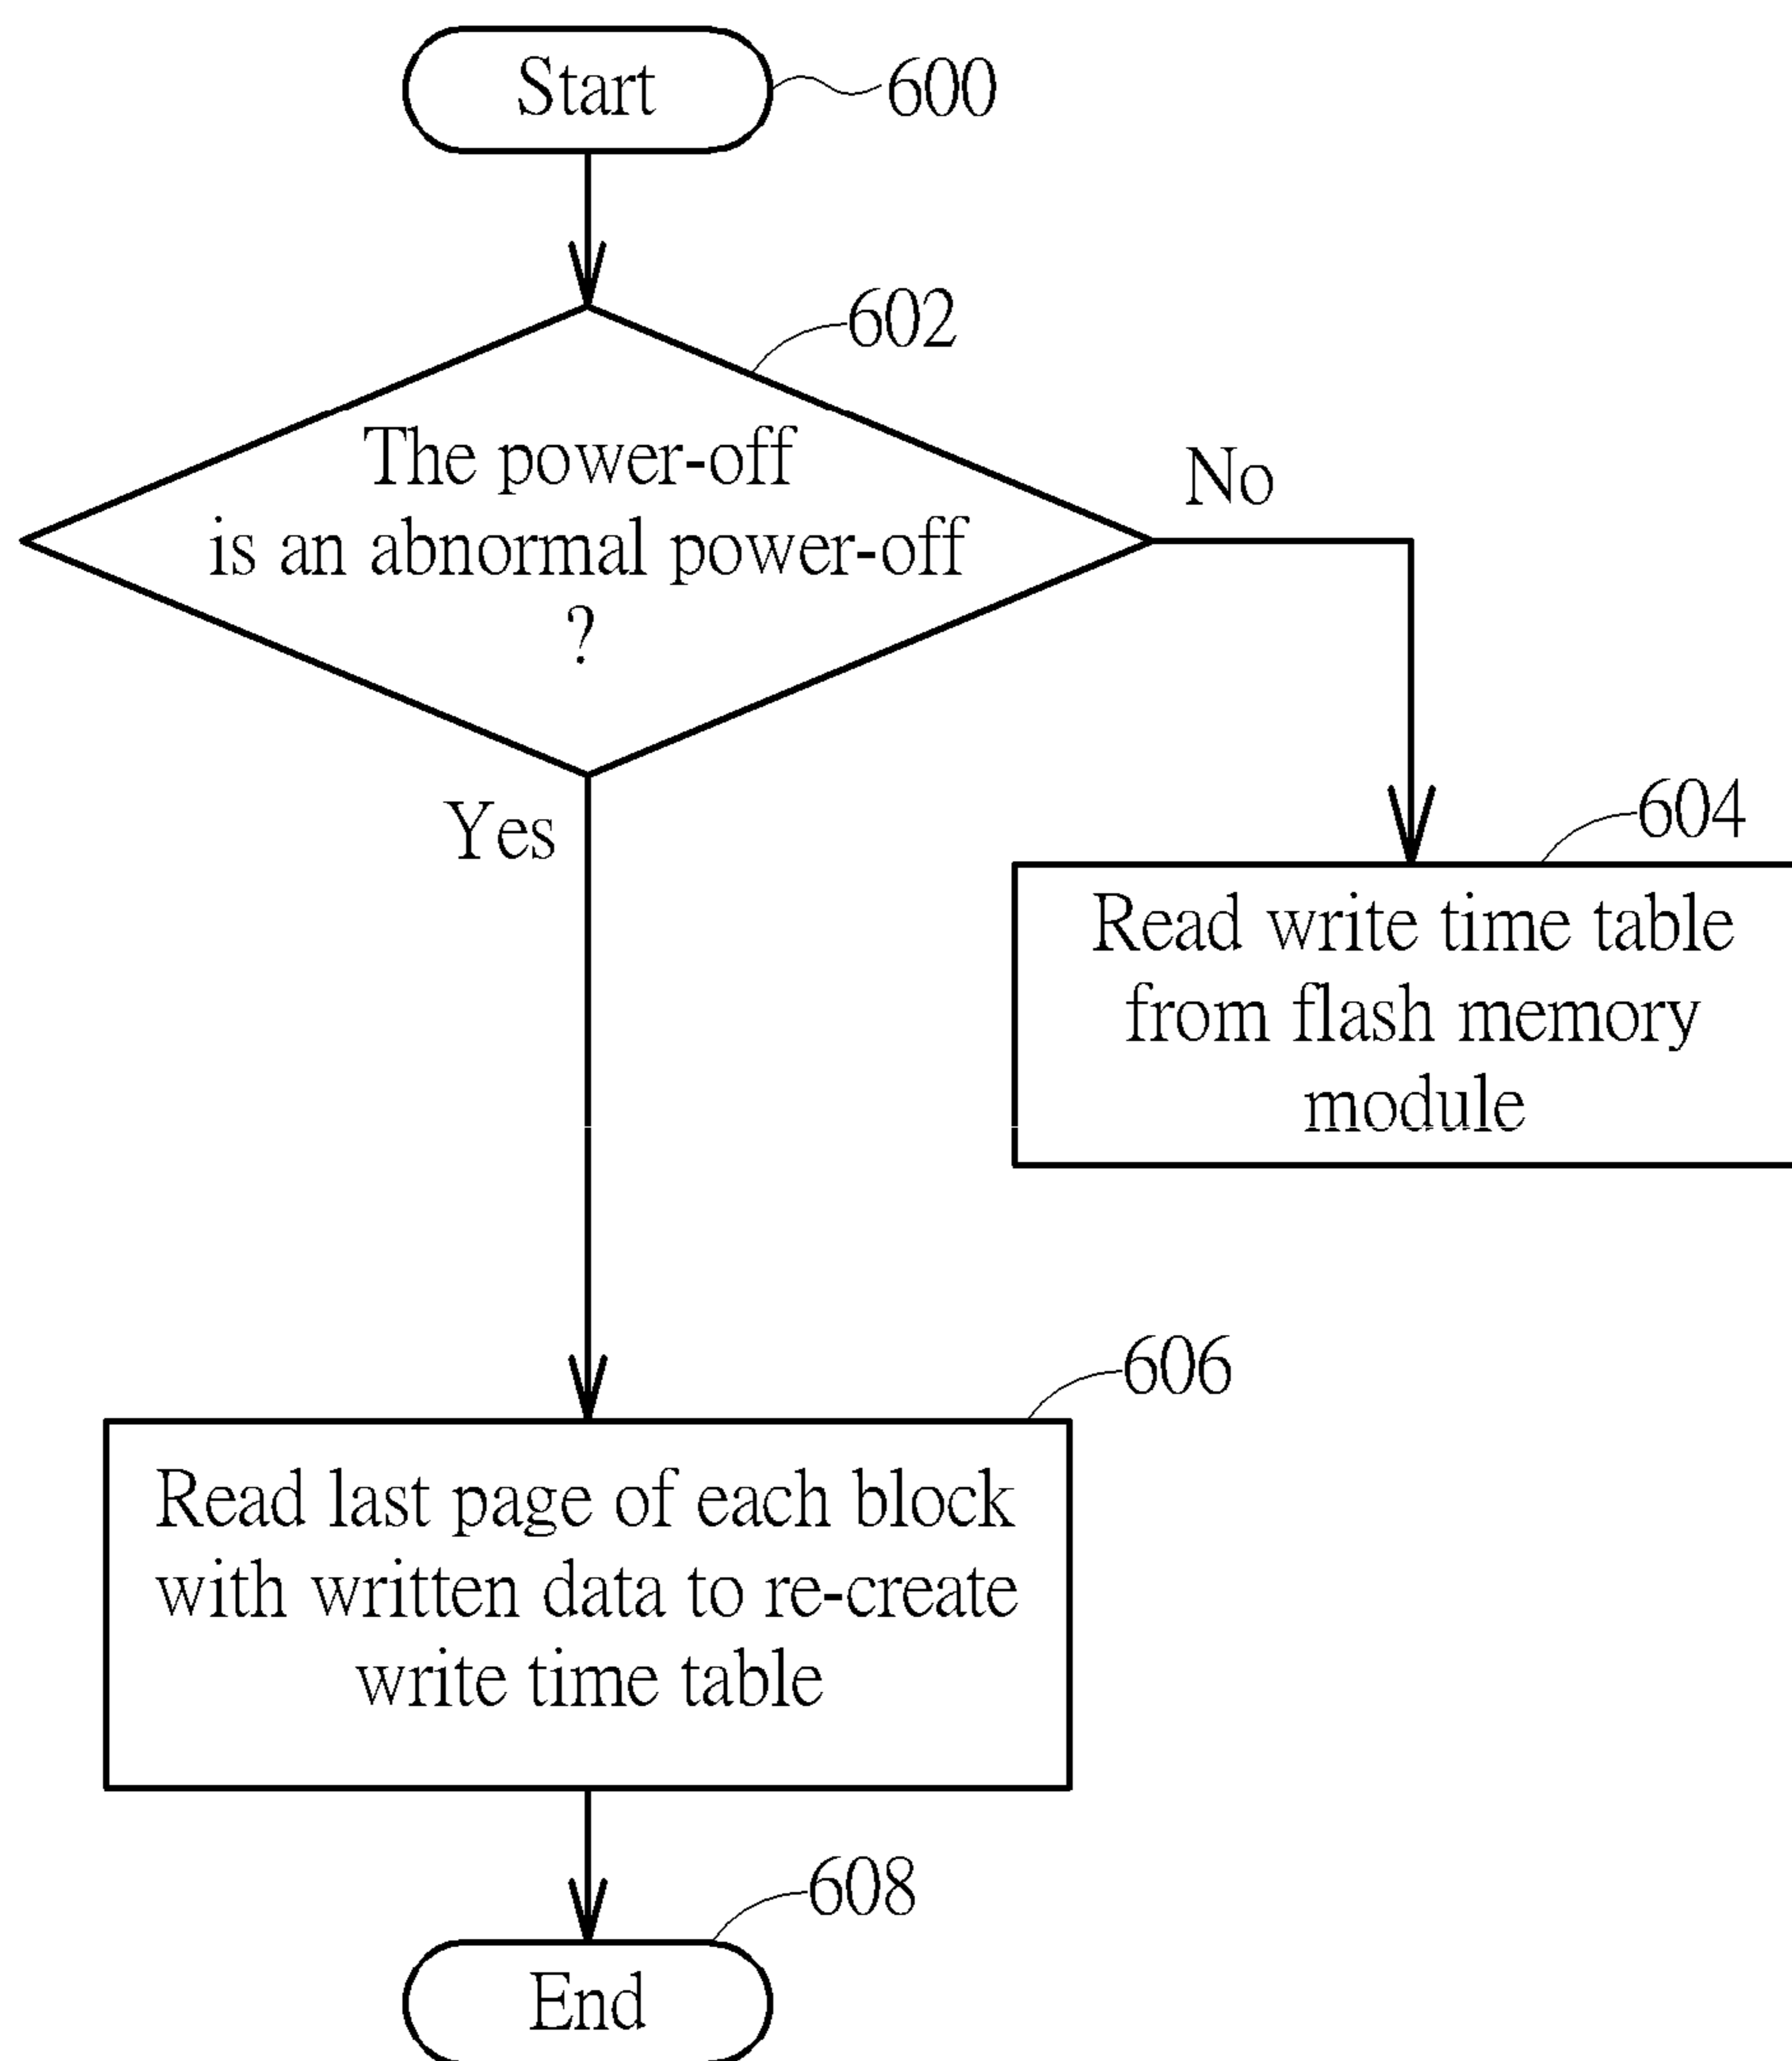 Start
600
602
The power-off
is an abnormal power-off
?
No
Yes
604
Read write time table
from flash memory
module
606
Read last page of each block
with written data to re-create
write time table
608
End